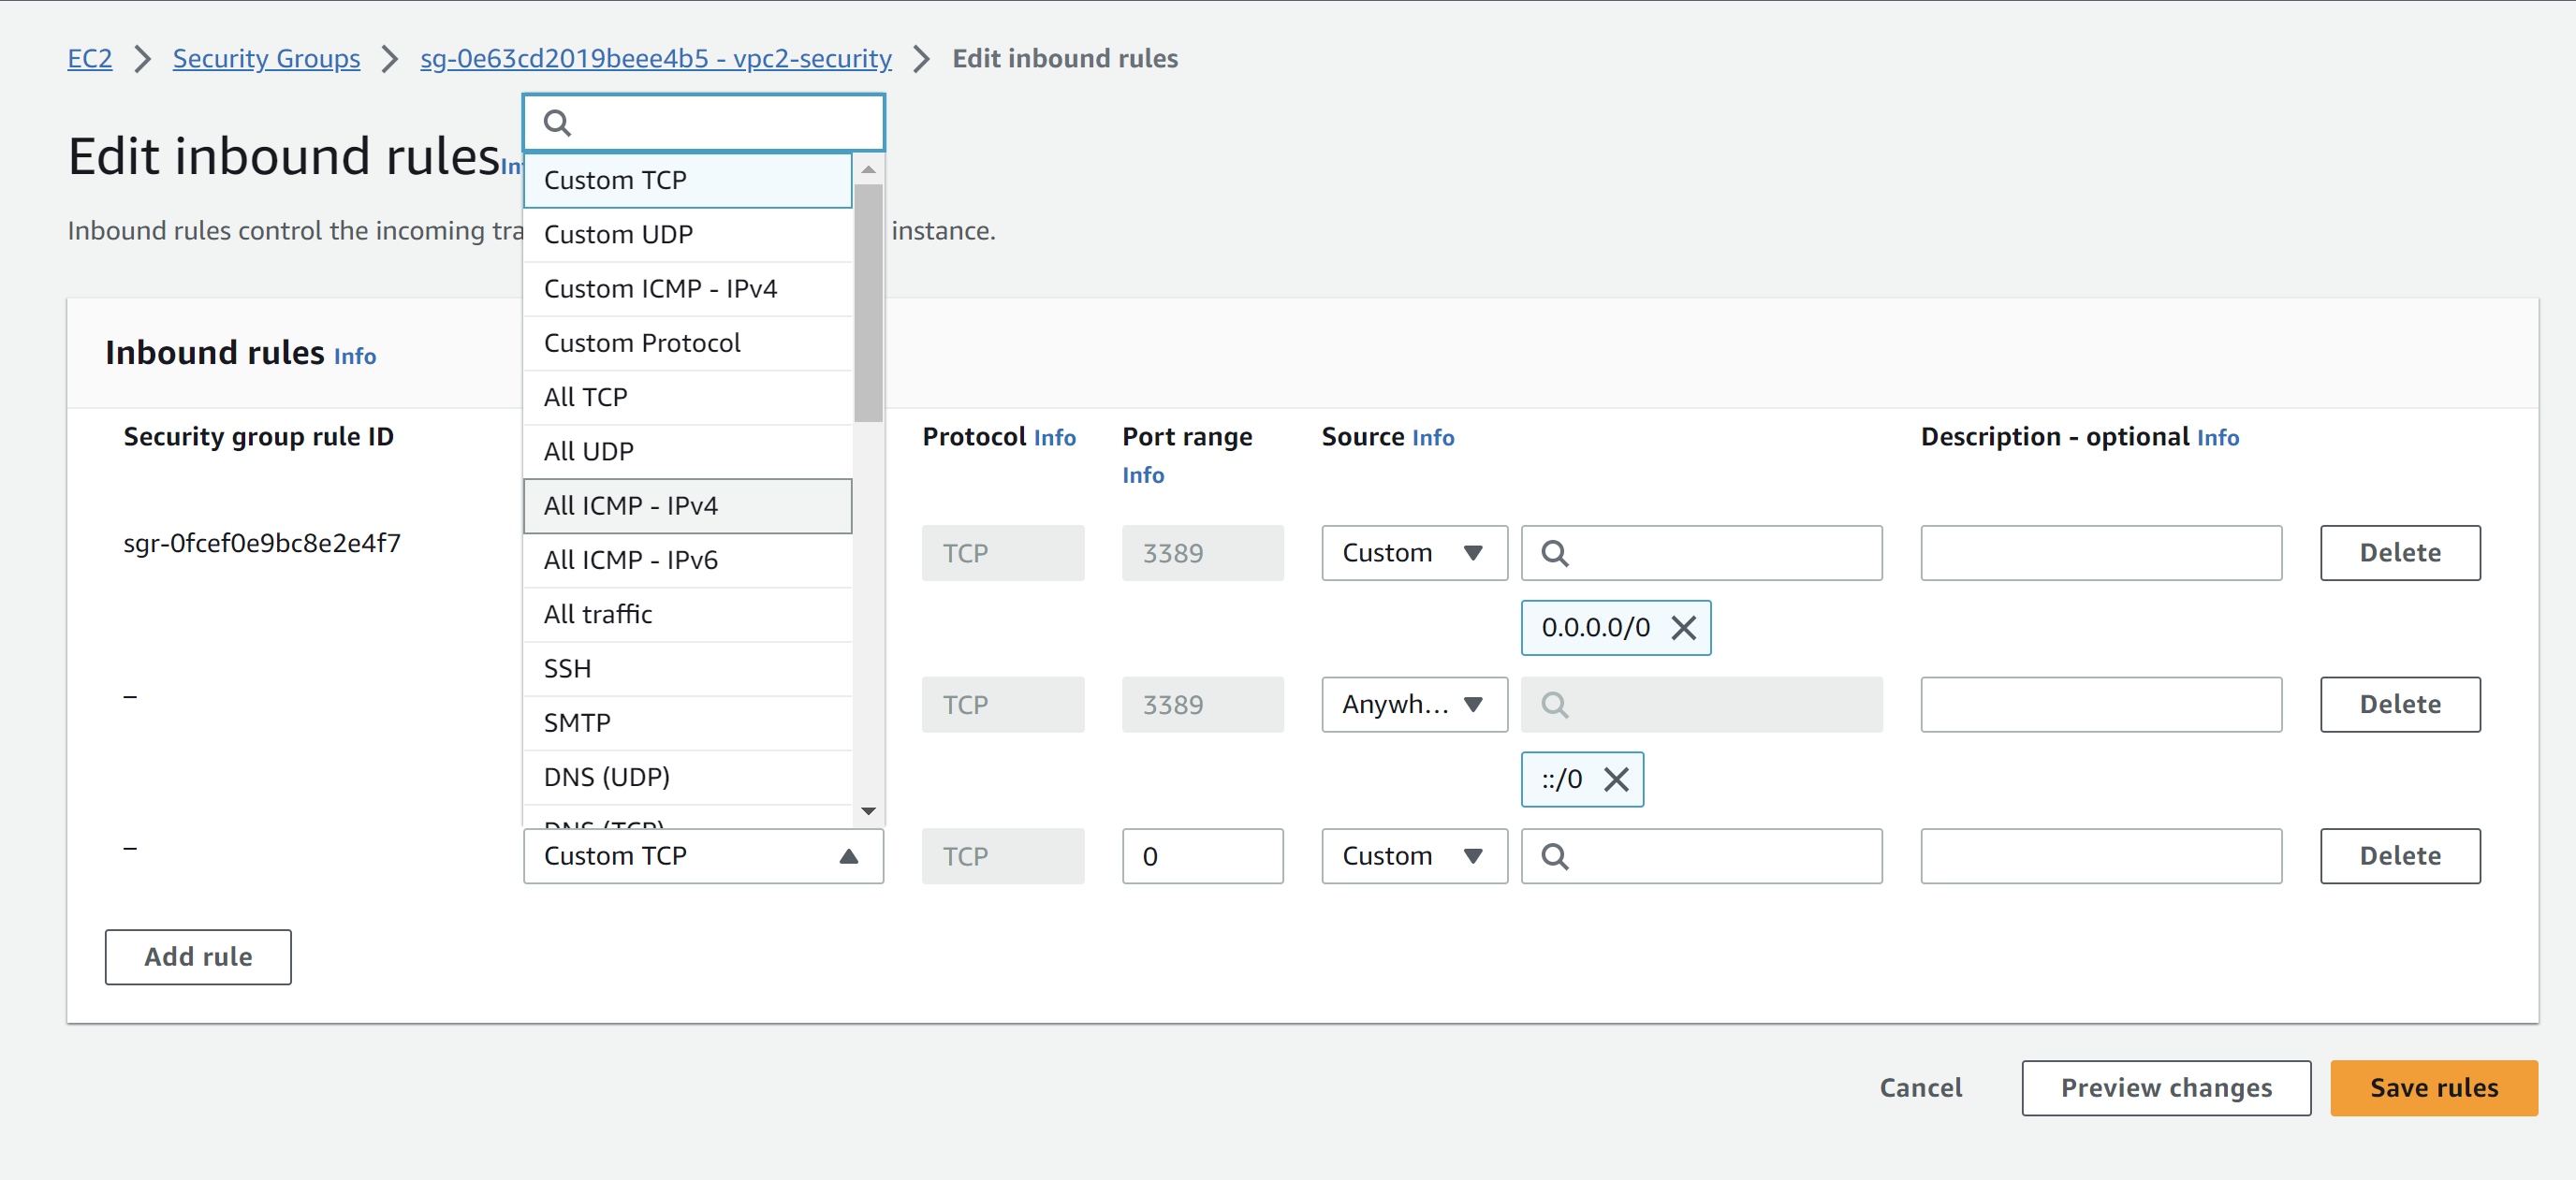 EC2 > Security Groups > sg-0e63cd2019beee4b5 - vpc2-security > Edit inbound rules
Edit inbound rules
Inbound rules control the incoming instance.
Custom TCP
Custom UDP
Custom ICMP - IPv4
Custom Protocol
All TCP
All UDP
All ICMP - IPv4
All ICMP - IPv6
All traffic
SSH
SMTP
DNS (UDP)
DNS (TCP)
Inbound rules Info
Security group rule ID Protocol Info Port range Info Source Info Description - optional Info
sgr-0fcef0e9bc8e2e4f7 TCP 3389 Custom Delete
0.0.0.0/0
– TCP 3389 Anywh... Delete
::/0
– Custom TCP TCP 0 Custom Delete
Add rule
Cancel Preview changes Save rules